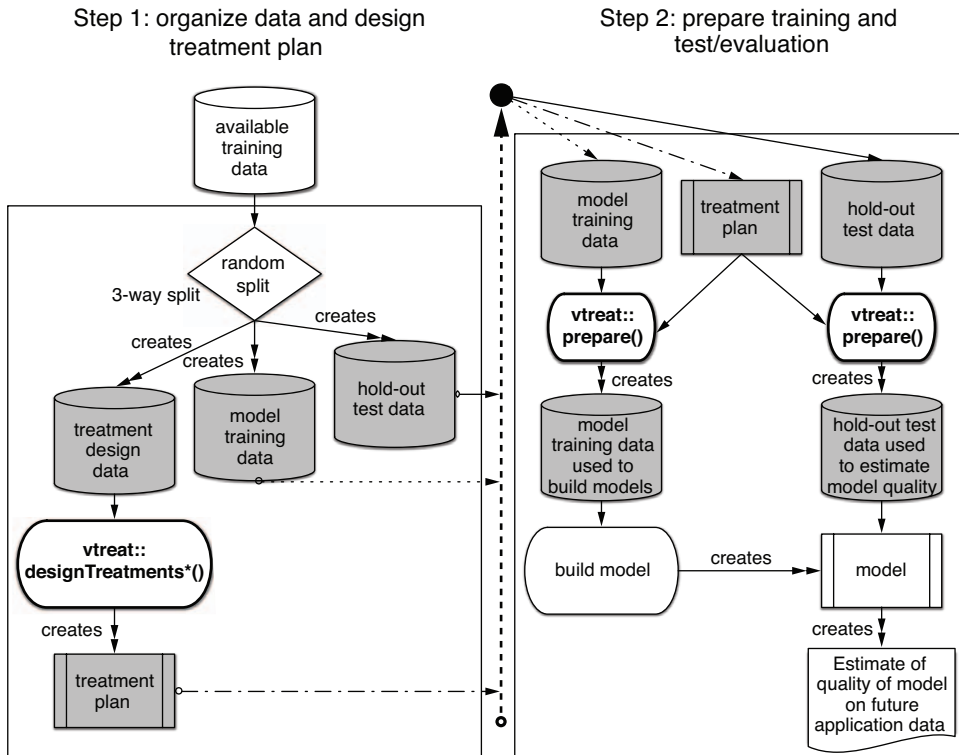 Step 1: organize data and design
treatment plan
available
training
data
random
split
3-way split
creates
creates
creates
treatment
design
data
model
training
data
hold-out
test data
vtreat::
designTreatments*()
creates
treatment
plan
Step 2: prepare training and
test/evaluation
model
training
data
treatment
plan
hold-out
test data
vtreat::
prepare()
vtreat::
prepare()
creates
creates
model
training data
used to
build models
hold-out test
data used
to estimate
model quality
build model
creates
model
creates
Estimate of
quality of model
on future
application data